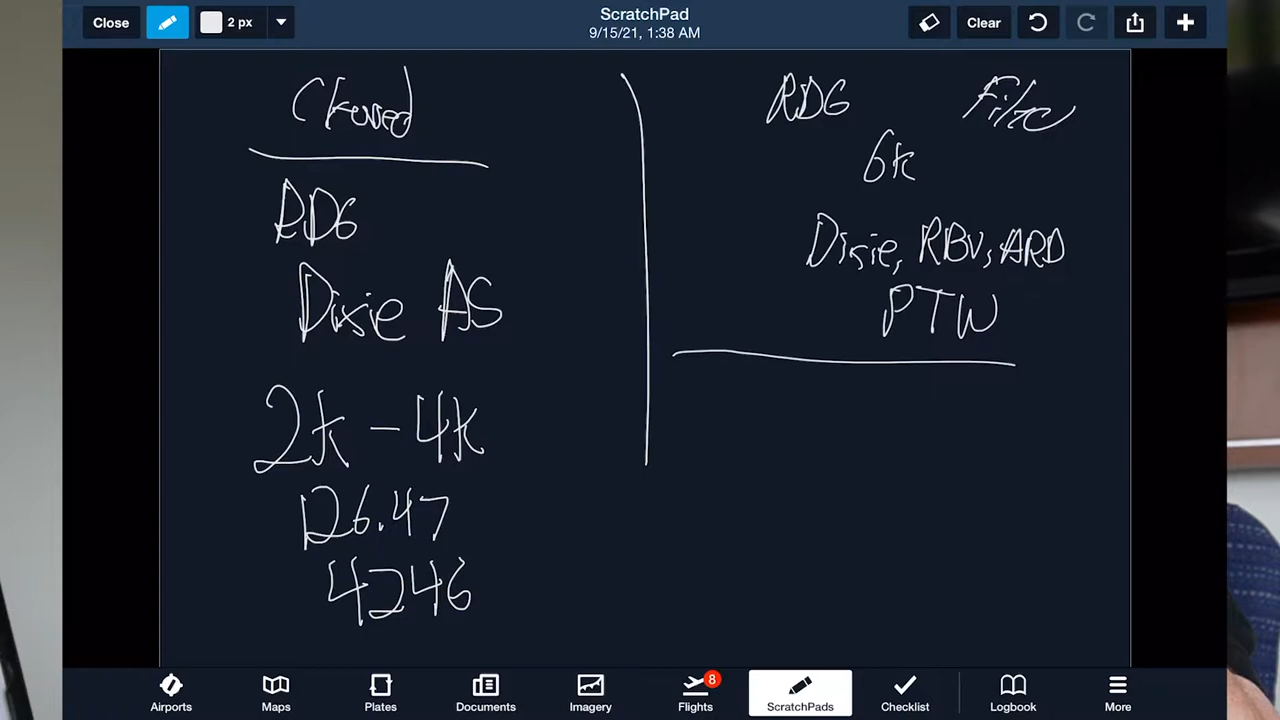 Close 2 px ScratchPad Clear
9/15/21, 1:38 AM
Cleared
RDG
Dixie AS
2k - 4k
126.47
4246
RDG Filed
6k
Dixie, RBV, ARD
PTW
Airports Maps Plates Documents Imagery Flights 8 ScratchPads Checklist Logbook More